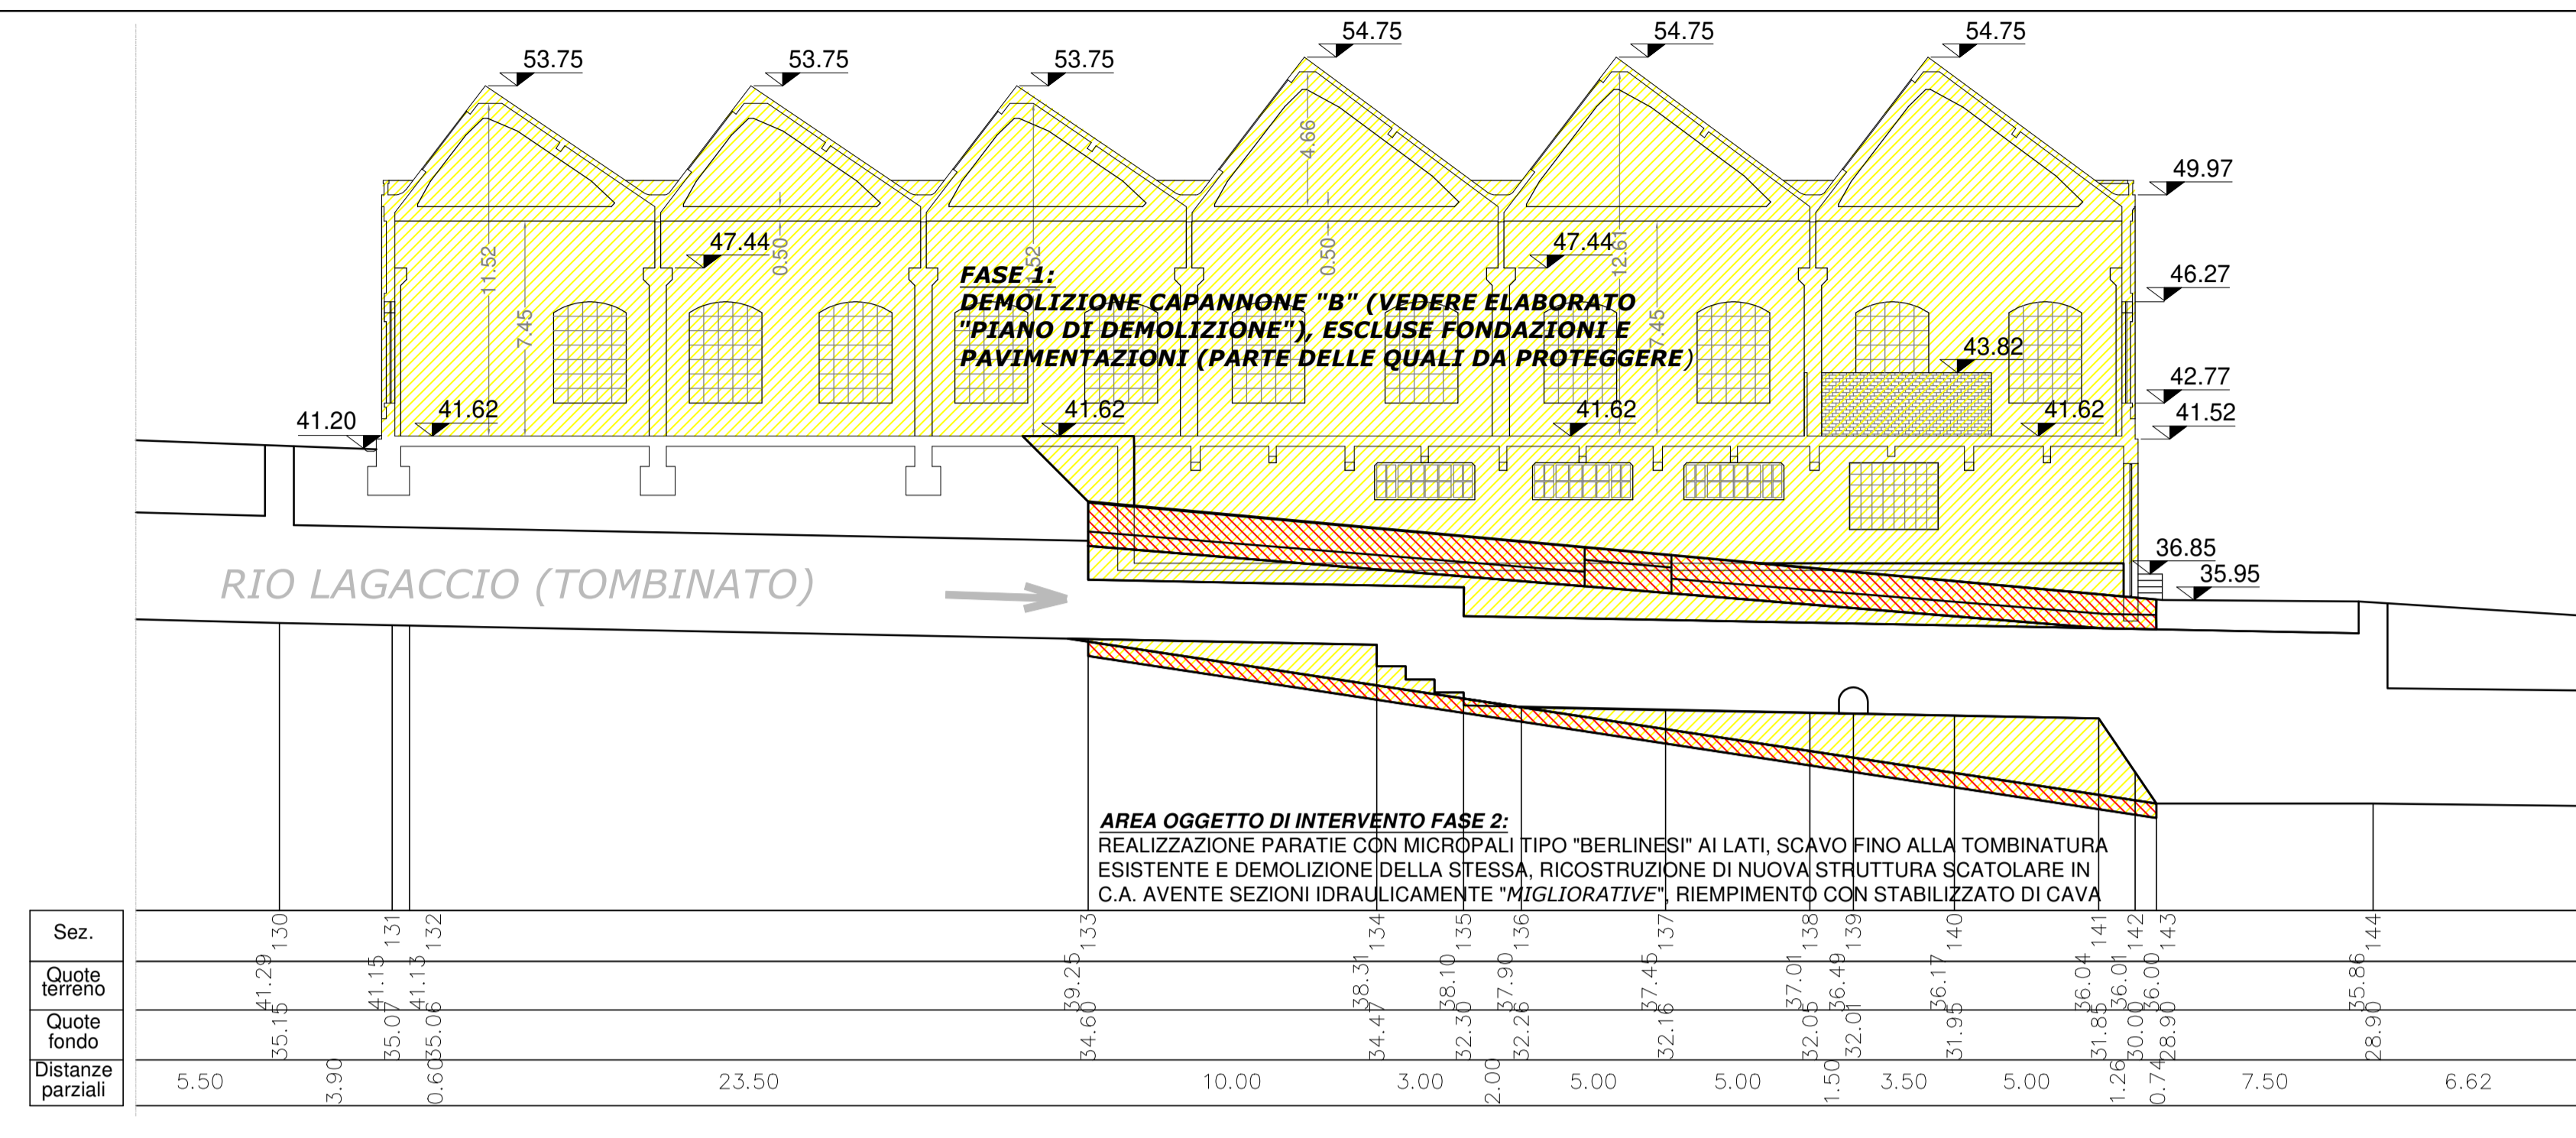 54.75 54.75 54.75
53.75 53.75 53.75
4.66
49.97
47.44 47.44
11.52 0.50 11.52 0.50 12.61
7.45 7.45
46.27
FASE 1:
DEMOLIZIONE CAPANNONE "B" (VEDERE ELABORATO
"PIANO DI DEMOLIZIONE"), ESCLUSE FONDAZIONI E
PAVIMENTAZIONI (PARTE DELLE QUALI DA PROTEGGERE)
43.82
42.77
41.20 41.62 41.62 41.62 41.62 41.52
36.85
35.95
RIO LAGACCIO (TOMBINATO)
AREA OGGETTO DI INTERVENTO FASE 2:
REALIZZAZIONE PARATIE CON MICROPALI TIPO "BERLINESI" AI LATI, SCAVO FINO ALLA TOMBINATURA
ESISTENTE E DEMOLIZIONE DELLA STESSA, RICOSTRUZIONE DI NUOVA STRUTTURA SCATOLARE IN
C.A. AVENTE SEZIONI IDRAULICAMENTE "MIGLIORATIVE", RIEMPIMENTO CON STABILIZZATO DI CAVA
Sez. 130 131 132 133 134 135 136 137 138 139 140 141 142 143 144
Quote
terreno
41.29 41.15 41.13 39.25 38.31 38.10 37.90 37.45 37.01 36.49 36.17 36.04 36.01 36.00 35.86
Quote
fondo
35.15 35.07 35.06 34.60 34.47 32.30 32.26 32.16 32.05 32.01 31.95 31.85 30.00 28.90 28.90
Distanze
parziali
5.50 3.90 0.60 23.50 10.00 3.00 2.00 5.00 5.00 1.50 3.50 5.00 1.26 0.74 7.50 6.62